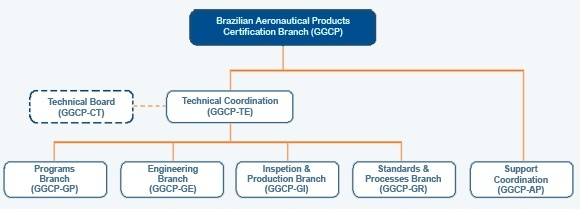 Brazilian Aeronautical Products
Certification Branch (GGCP)
Technical Board
(GGCP-CT)
Technical Coordination
(GGCP-TE)
Programs
Branch
(GGCP-GP)
Engineering
Branch
(GGCP-GE)
Inspetion &
Production Branch
(GGCP-GI)
Standards &
Processes Branch
(GGCP-GR)
Support
Coordination
(GGCP-AP)